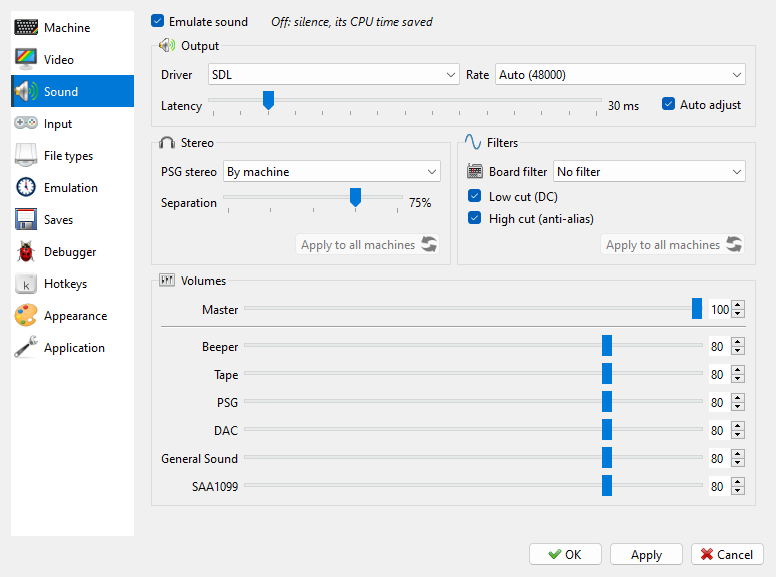 Machine
Video
Sound
Input
File types
Emulation
Saves
Debugger
k Hotkeys
Appearance
Application
Emulate sound Off: silence, its CPU time saved
Output
Driver SDL Rate Auto (48000)
Latency 30 ms Auto adjust
Stereo
PSG stereo By machine
Separation 75%
Apply to all machines
Filters
Board filter No filter
Low cut (DC)
High cut (anti-alias)
Apply to all machines
Volumes
Master 100
Beeper 80
Tape 80
PSG 80
DAC 80
General Sound 80
SAA1099 80
OK Apply Cancel